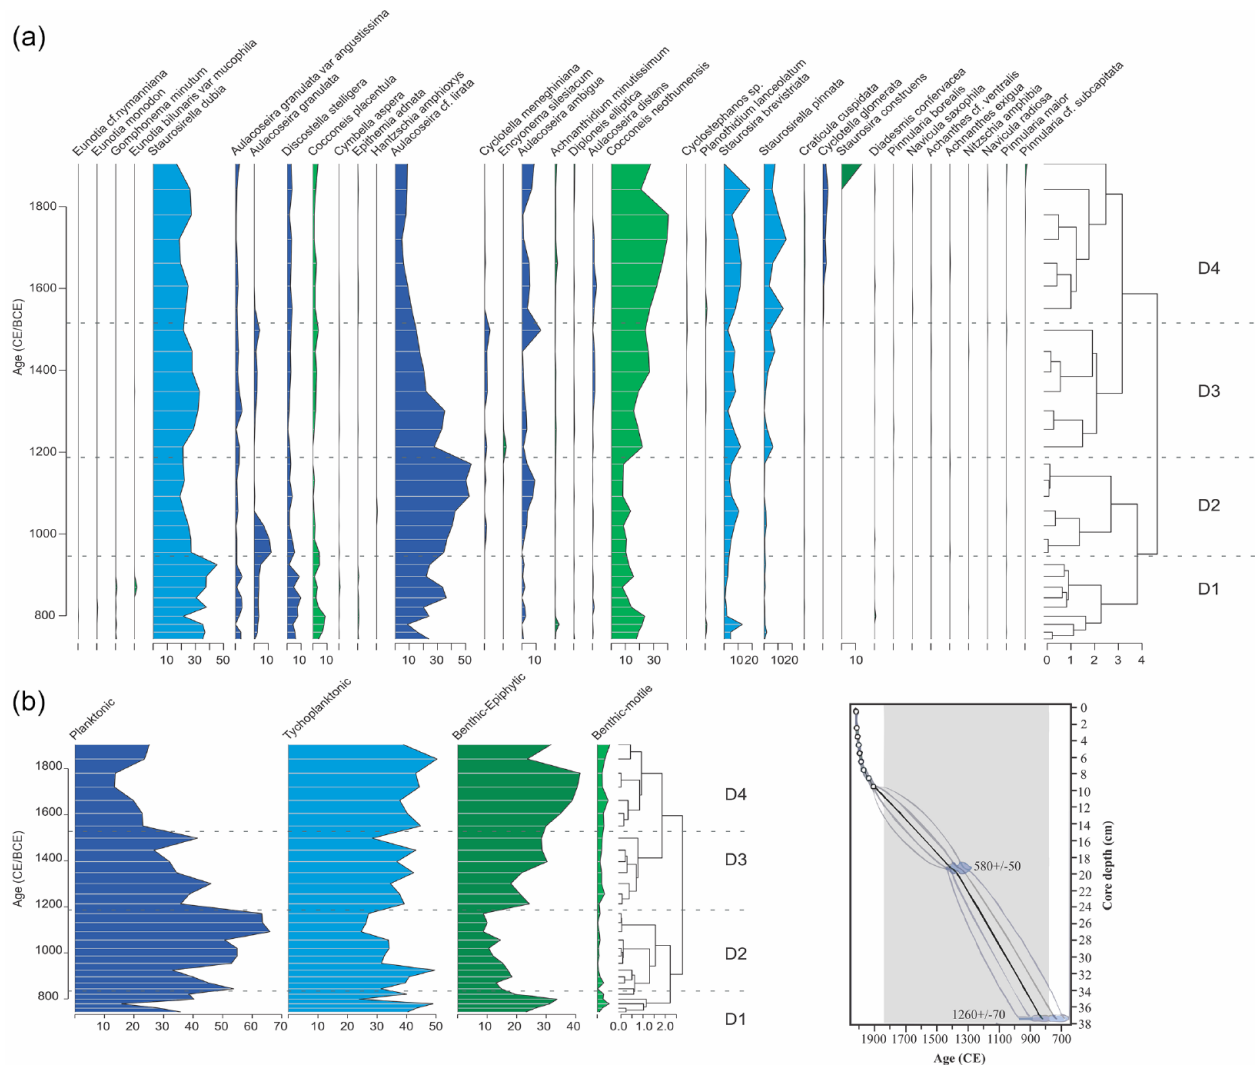 (a)
Eunotia cf.nymanniana
Eunotia monodon
Gomphonema minutum
Eunotia bilunaris var mucophila
Staurosirella dubia
Aulacoseira granulata var angustissima
Aulacoseira granulata
Discostella stelligera
Cocconeis placentula
Cymbella aspera
Epithemia adnata
Hantzschia amphioxys
Aulacoseira cf. lirata
Cyclotella meneghiniana
Encyonema silesiacum
Aulacoseira ambigua
Achnanthidium minutissimum
Diploneis elliptica
Aulacoseira distans
Cocconeis neothumensis
Cyclostephanos sp.
Planothidium lanceolatum
Staurosira brevistriata
Staurosirella pinnata
Craticula cuspidata
Cyclotella glomerata
Staurosira construens
Diadesmis confervacea
Pinnularia borealis
Navicula saxophila
Achanthes cf. ventralis
Achnanthes exigua
Nitzschia amphibia
Navicula radiosa
Pinnularia maior
Pinnularia cf. subcapitata
Age (CE/BCE)
1800
1600
1400
1200
1000
800
D4
D3
D2
D1
10 20 30 40 50 10 10 10 30 50 10 10 30 1020 1020 10 0 1 2 3 4
(b)
Planktonic
Tychoplanktonic
Benthic-Epiphytic
Benthic-motile
Age (CE/BCE)
1800
1600
1400
1200
1000
800
D4
D3
D2
D1
10 20 30 40 50 60 70 10 20 30 40 50 10 20 30 40 0.0 1.0 2.0
0
2
4
6
8
10
12
14
16
18
20
22
24
26
28
30
32
34
36
38
Core depth (cm)
580+/-50
1260+/-70
1900 1700 1500 1300 1100 900 700
Age (CE)